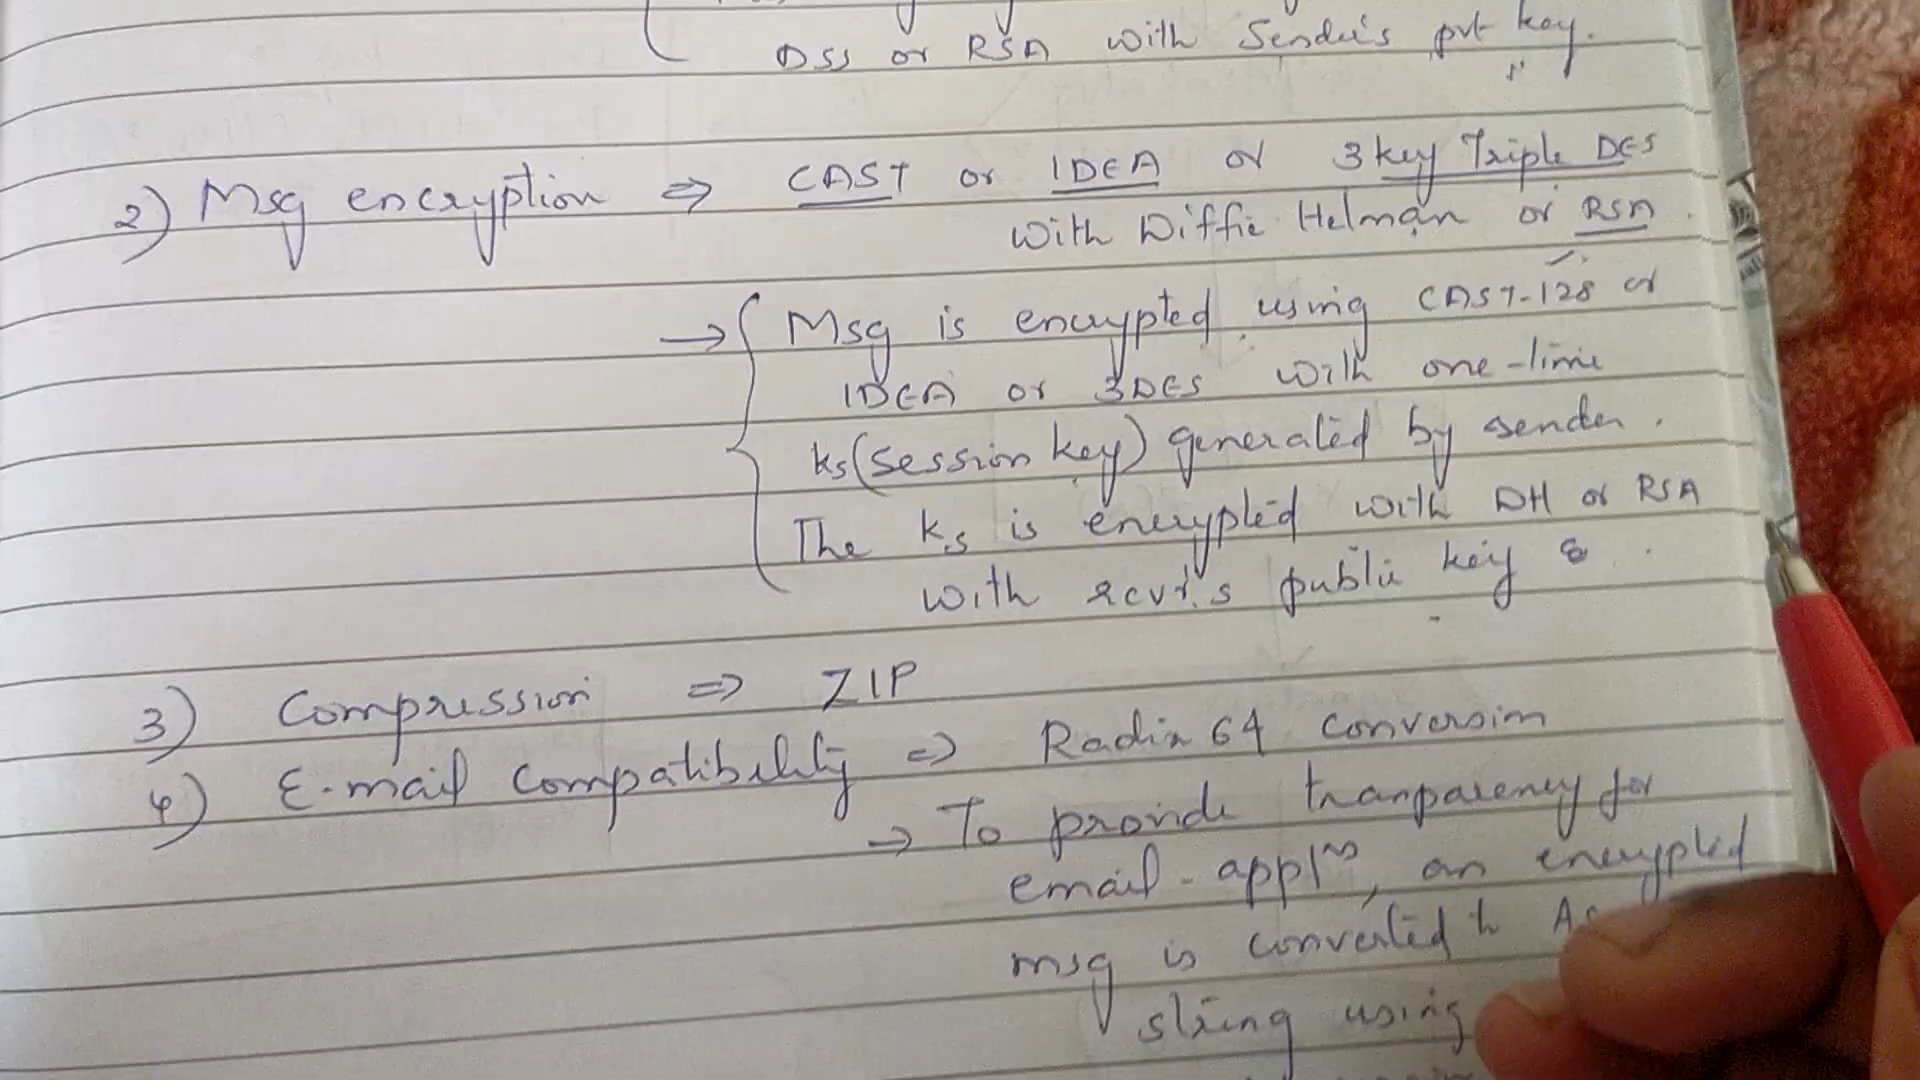 DSS or RSA with Sender's pvt key.
2) Msg encryption ⇒ CAST or IDEA or 3 key Triple DES
with Diffie Helman or RSA.
→ Msg is encrypted using CAST-128 or
IDEA or 3DES with one-time
ks (session key) generated by sender.
The ks is encrypted with DH or RSA
with rcvr's public key &
3) Compression ⇒ ZIP
4) E-mail Compatibility ⇒ Radix 64 conversion
→ To provide tranparency for
email-appln, an encrypted
msg is converted to
string using